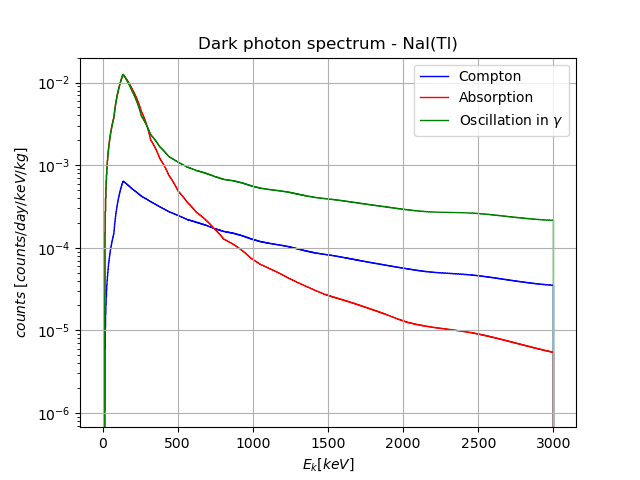 Dark photon spectrum - NaI(Tl)
Compton
Absorption
Oscillation in γ
counts [counts/day/keV/kg]
10⁻²
10⁻³
10⁻⁴
10⁻⁵
10⁻⁶
0 500 1000 1500 2000 2500 3000
Eₖ[keV]